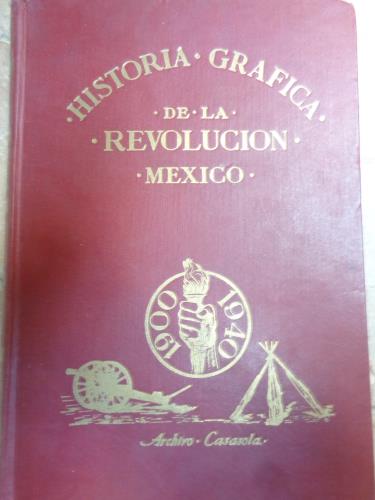 ·HISTORIA·GRAFICA·
·DE·LA·
·REVOLUCION·
·MEXICO·
1900 1940
Archivo·Casasola·